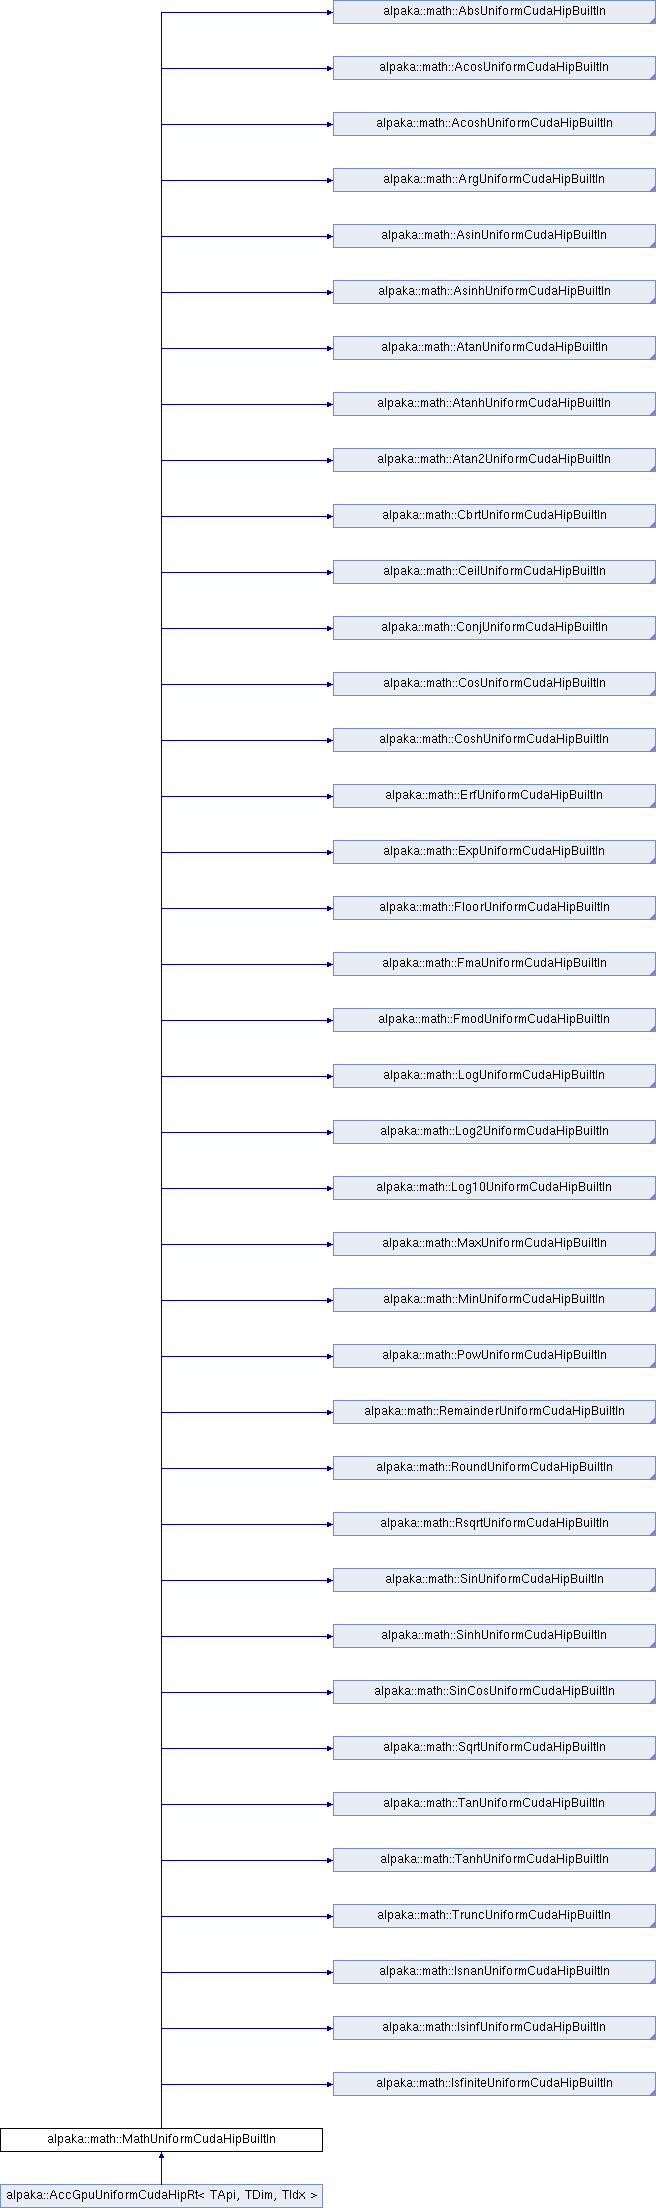 alpaka::math::AbsUniformCudaHipBuiltIn
alpaka::math::AcosUniformCudaHipBuiltIn
alpaka::math::AcoshUniformCudaHipBuiltIn
alpaka::math::ArgUniformCudaHipBuiltIn
alpaka::math::AsinUniformCudaHipBuiltIn
alpaka::math::AsinhUniformCudaHipBuiltIn
alpaka::math::AtanUniformCudaHipBuiltIn
alpaka::math::AtanhUniformCudaHipBuiltIn
alpaka::math::Atan2UniformCudaHipBuiltIn
alpaka::math::CbrtUniformCudaHipBuiltIn
alpaka::math::CeilUniformCudaHipBuiltIn
alpaka::math::ConjUniformCudaHipBuiltIn
alpaka::math::CosUniformCudaHipBuiltIn
alpaka::math::CoshUniformCudaHipBuiltIn
alpaka::math::ErfUniformCudaHipBuiltIn
alpaka::math::ExpUniformCudaHipBuiltIn
alpaka::math::FloorUniformCudaHipBuiltIn
alpaka::math::FmaUniformCudaHipBuiltIn
alpaka::math::FmodUniformCudaHipBuiltIn
alpaka::math::LogUniformCudaHipBuiltIn
alpaka::math::Log2UniformCudaHipBuiltIn
alpaka::math::Log10UniformCudaHipBuiltIn
alpaka::math::MaxUniformCudaHipBuiltIn
alpaka::math::MinUniformCudaHipBuiltIn
alpaka::math::PowUniformCudaHipBuiltIn
alpaka::math::RemainderUniformCudaHipBuiltIn
alpaka::math::RoundUniformCudaHipBuiltIn
alpaka::math::RsqrtUniformCudaHipBuiltIn
alpaka::math::SinUniformCudaHipBuiltIn
alpaka::math::SinhUniformCudaHipBuiltIn
alpaka::math::SinCosUniformCudaHipBuiltIn
alpaka::math::SqrtUniformCudaHipBuiltIn
alpaka::math::TanUniformCudaHipBuiltIn
alpaka::math::TanhUniformCudaHipBuiltIn
alpaka::math::TruncUniformCudaHipBuiltIn
alpaka::math::IsnanUniformCudaHipBuiltIn
alpaka::math::IsinfUniformCudaHipBuiltIn
alpaka::math::IsfiniteUniformCudaHipBuiltIn
alpaka::math::MathUniformCudaHipBuiltIn
alpaka::AccGpuUniformCudaHipRt< TApi, TDim, TIdx >